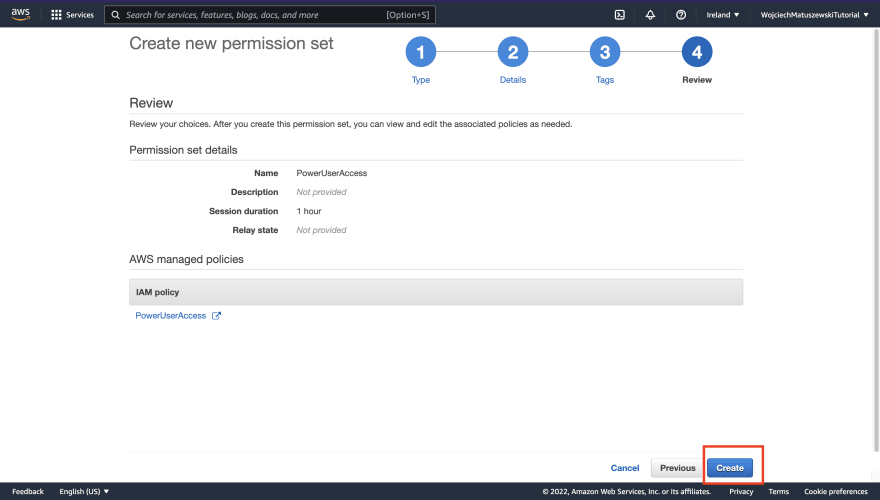 aws Services Search for services, features, blogs, docs, and more [Option+S] Ireland ▼ WojciechMatuszewskiTutorial ▼
Create new permission set
1 2 3 4
Type Details Tags Review
Review
Review your choices. After you create this permission set, you can view and edit the associated policies as needed.
Permission set details
Name PowerUserAccess
Description Not provided
Session duration 1 hour
Relay state Not provided
AWS managed policies
IAM policy
PowerUserAccess
Cancel Previous Create
Feedback English (US) ▼ © 2022, Amazon Web Services, Inc. or its affiliates. Privacy Terms Cookie preferences